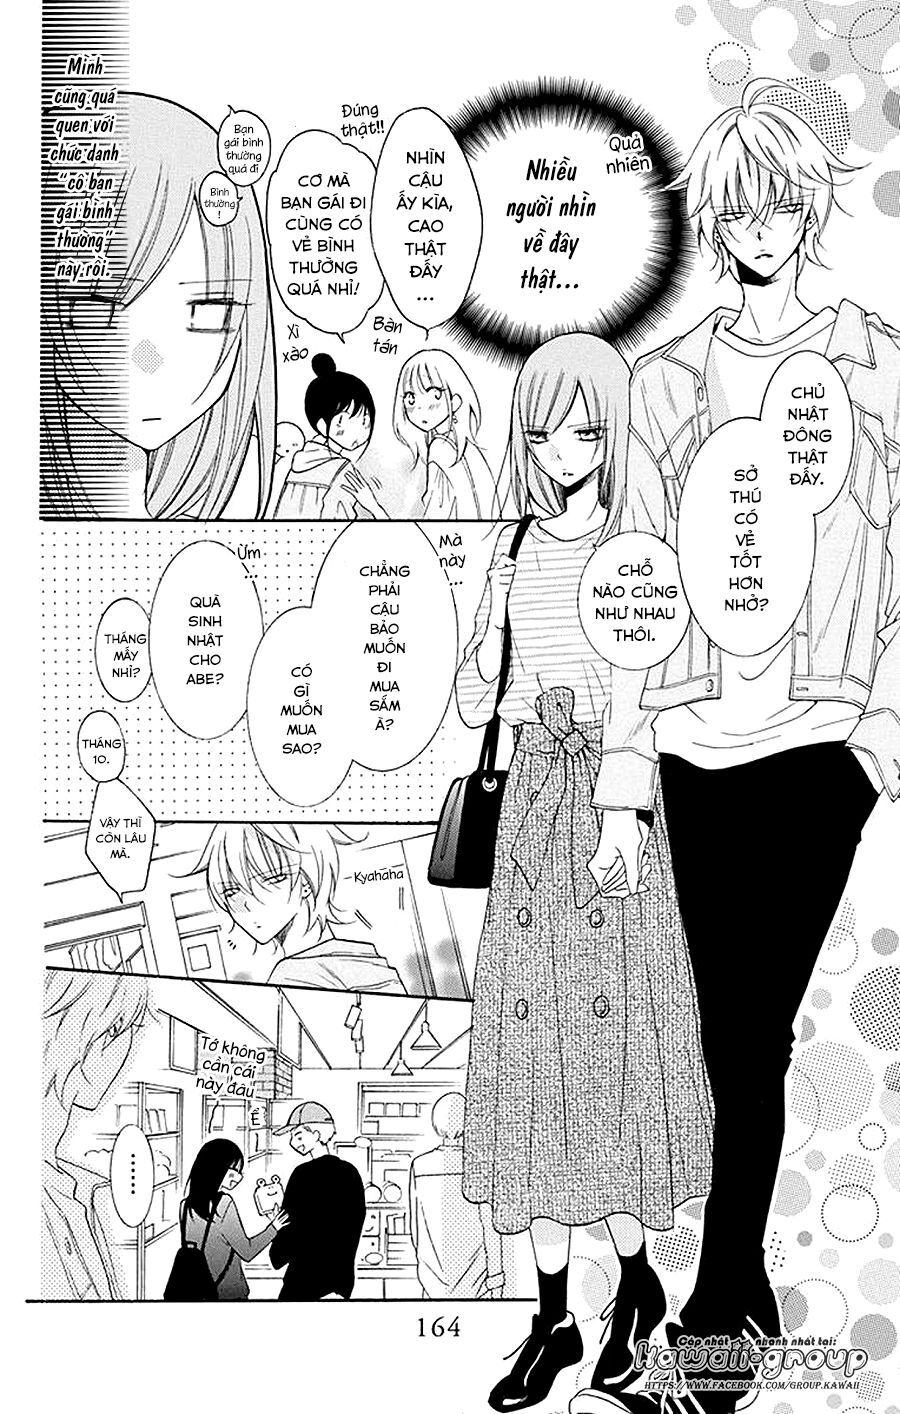 CHỦ
NHẬT
ĐÔNG
THẬT
ĐẤY.
SỞ
THÚ
CÓ
VẺ
TỐT
HƠN
NHỞ?
CHỖ
NÀO CŨNG
NHƯ NHAU
THÔI.
Quả
nhiên
Nhiều
người nhìn
về đây
thật...
NHÌN
CẬU
ẤY KÌA,
CAO
THẬT
ĐẤY
...
Đúng
thật!!
CƠ MÀ
BẠN GÁI ĐI
CÙNG CÓ
VẺ BÌNH
THƯỜNG
QUÁ NHỈ!
Bàn
tán
Xì
xào
Bạn
gái bình
thường
quá đi
Bình
thường
!
Mình
cũng quá
quen với
chức danh
"cô bạn
gái bình
thường"
này rồi.
Mà
này
...
CHẲNG
PHẢI
CẬU
BẢO
MUỐN
ĐI
MUA
SẮM
À?
CÓ
GÌ
MUỐN
MUA
SAO?
Ừm
...
QUÀ
SINH
NHẬT
CHO
ABE?
THÁNG
MẤY
NHỈ?
THÁNG
10.
VẬY THÌ
CÒN LÂU
MÀ.
Kyahaha
Tớ không
cần cái
này đâu
Ể
......
164
Cập nhật nhanh nhất tại:
kawaii-group
HTTPS://WWW.FACEBOOK.COM/GROUP.KAWAII